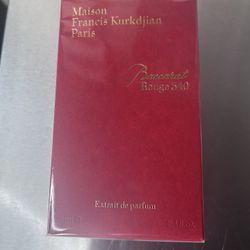 Maison
Francis Kurkdjian
Paris
Baccarat
Rouge 540
Extrait de parfum